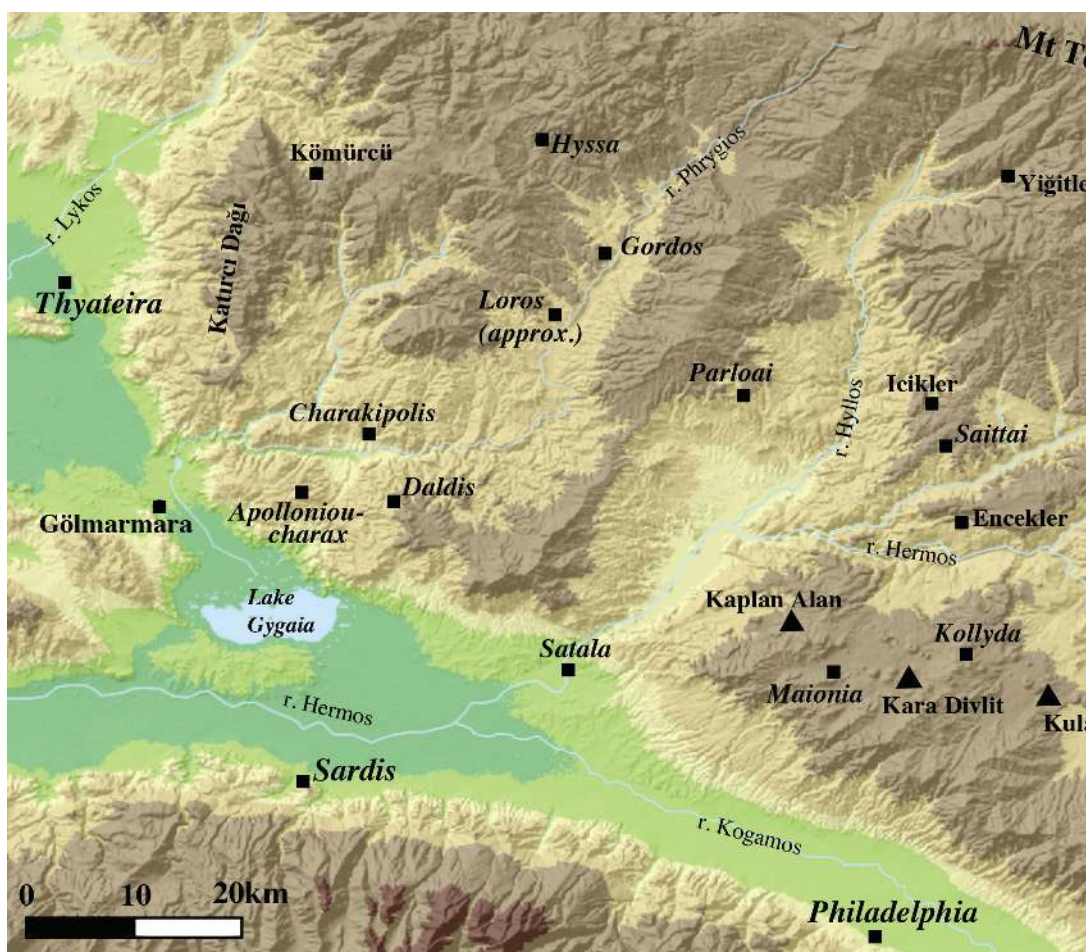 Mt T
Kömürcü
Hyssa
r. Phrygios
Yiğitle
r. Lykos
Katırcı Dağı
Gordos
Thyateira
Loros
(approx.)
r. Hyllos
Parloai
Icikler
Charakipolis
Saittai
Daldis
Apolloniou-
charax
Gölmarmara
Encekler
r. Hermos
Lake
Gygaia
Kaplan Alan
Kollyda
Satala
Maionia
Kara Divlit
Kula
r. Hermos
Sardis
r. Kogamos
0 10 20km
Philadelphia